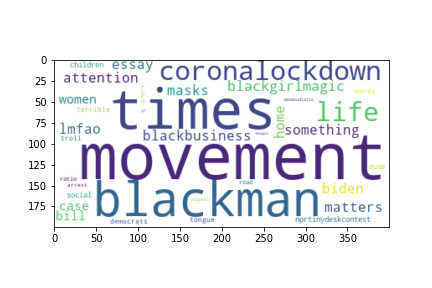 0
children essay coronalockdown
attention masks blackgirlmagic words
25
women terrible times life
50
lmfao troll blackbusiness home something
75
100
movement
125
ratio arrest dude
150
social blackman read biden
175
case matters
bill democrats tongue nprtinydeskcontest
0 50 100 150 200 250 300 350